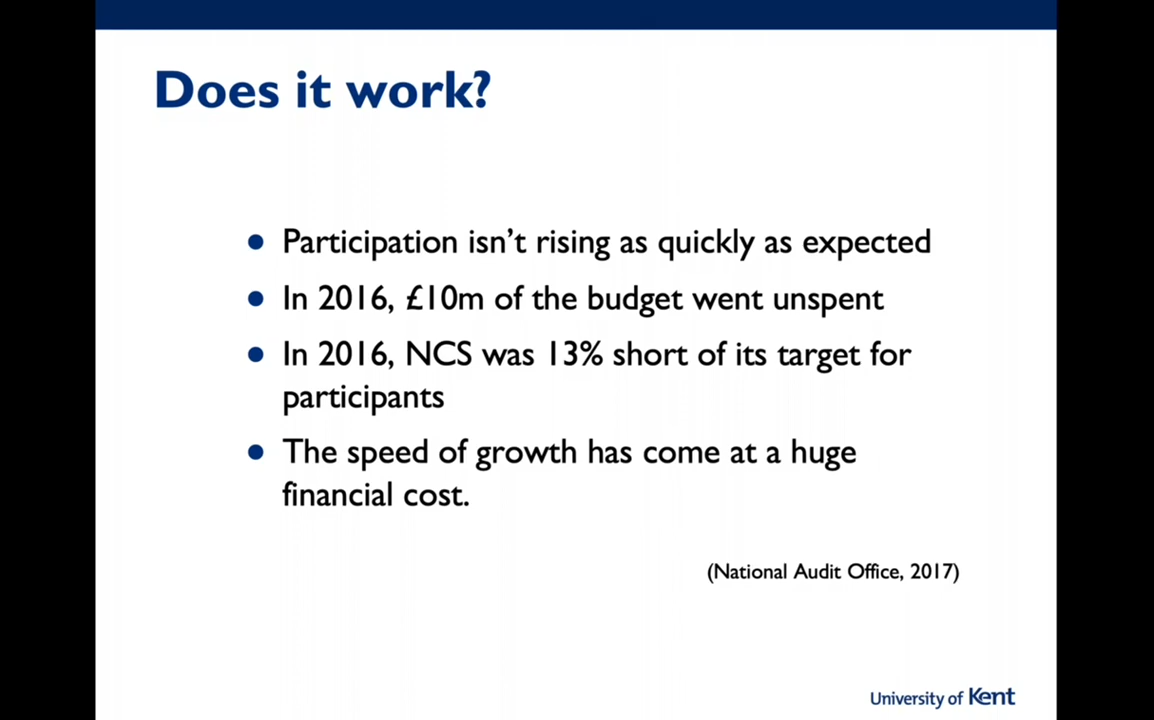 Does it work?
● Participation isn't rising as quickly as expected
● In 2016, £10m of the budget went unspent
● In 2016, NCS was 13% short of its target for
participants
● The speed of growth has come at a huge
financial cost.
(National Audit Office, 2017)
University of Kent